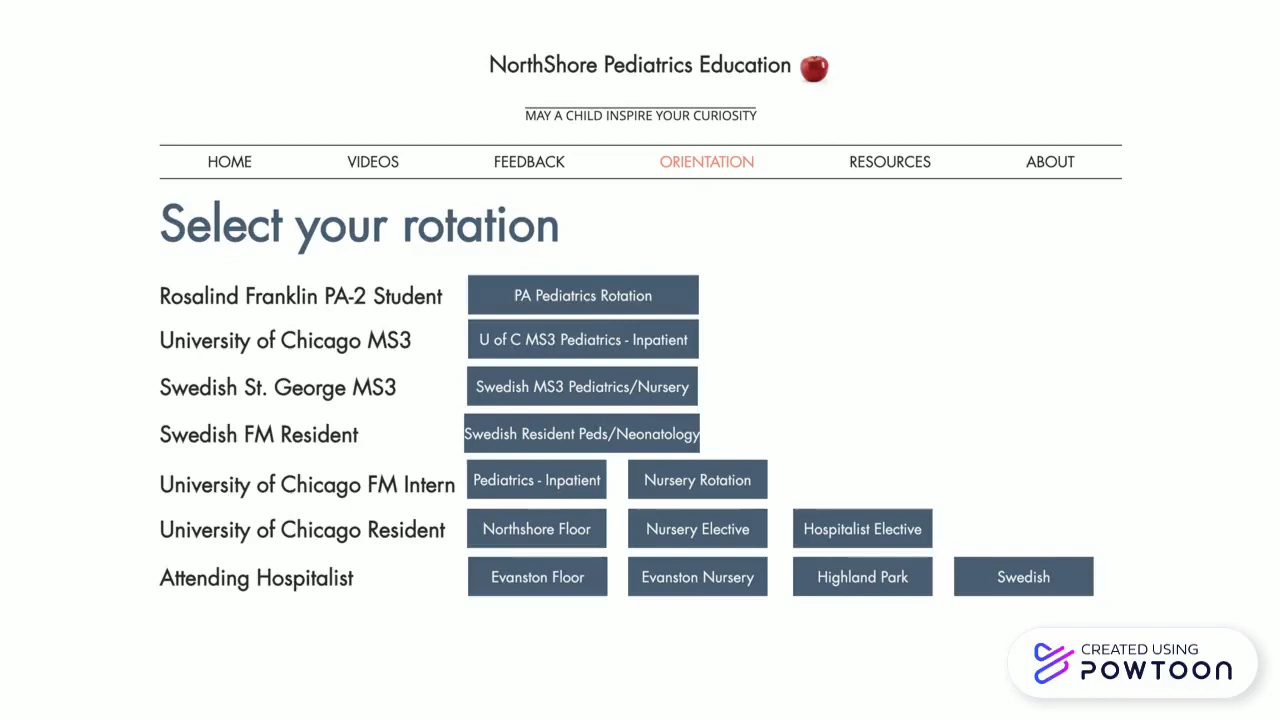 NorthShore Pediatrics Education
MAY A CHILD INSPIRE YOUR CURIOSITY
HOME VIDEOS FEEDBACK ORIENTATION RESOURCES ABOUT
Select your rotation
Rosalind Franklin PA-2 Student PA Pediatrics Rotation
University of Chicago MS3 U of C MS3 Pediatrics - Inpatient
Swedish St. George MS3 Swedish MS3 Pediatrics/Nursery
Swedish FM Resident Swedish Resident Peds/Neonatology
University of Chicago FM Intern Pediatrics - Inpatient Nursery Rotation
University of Chicago Resident Northshore Floor Nursery Elective Hospitalist Elective
Attending Hospitalist Evanston Floor Evanston Nursery Highland Park Swedish
CREATED USING
POWTOON